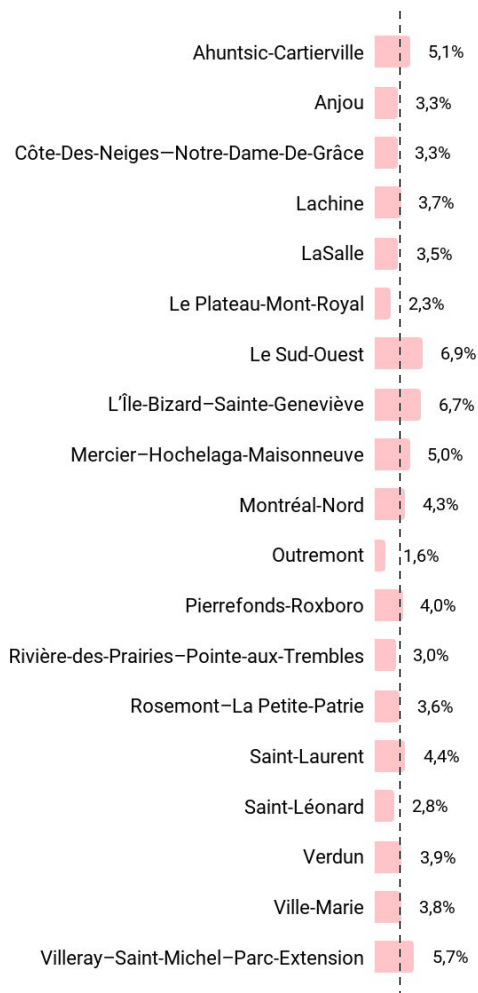 Ahuntsic-Cartierville 5,1%
Anjou 3,3%
Côte-Des-Neiges—Notre-Dame-De-Grâce 3,3%
Lachine 3,7%
LaSalle 3,5%
Le Plateau-Mont-Royal 2,3%
Le Sud-Ouest 6,9%
L’Île-Bizard–Sainte-Geneviève 6,7%
Mercier–Hochelaga-Maisonneuve 5,0%
Montréal-Nord 4,3%
Outremont 1,6%
Pierrefonds-Roxboro 4,0%
Rivière-des-Prairies–Pointe-aux-Trembles 3,0%
Rosemont–La Petite-Patrie 3,6%
Saint-Laurent 4,4%
Saint-Léonard 2,8%
Verdun 3,9%
Ville-Marie 3,8%
Villeray–Saint-Michel–Parc-Extension 5,7%